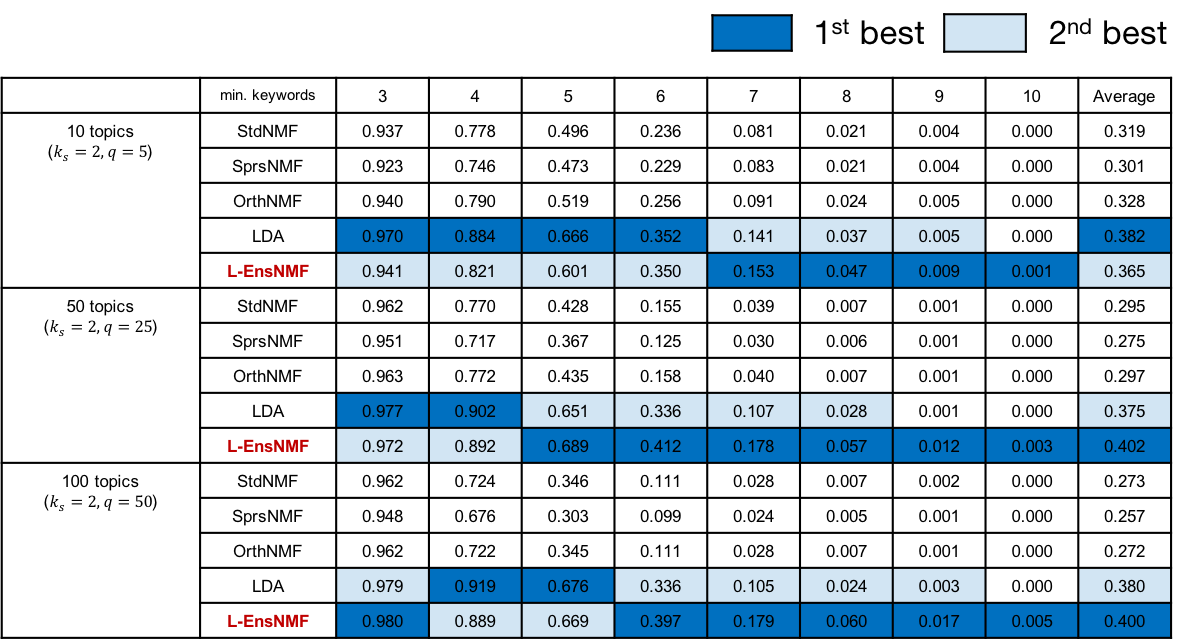 1st best 2nd best
min. keywords 3 4 5 6 7 8 9 10 Average
10 topics StdNMF 0.937 0.778 0.496 0.236 0.081 0.021 0.004 0.000 0.319
(k_s = 2, q = 5) SprsNMF 0.923 0.746 0.473 0.229 0.083 0.021 0.004 0.000 0.301
OrthNMF 0.940 0.790 0.519 0.256 0.091 0.024 0.005 0.000 0.328
LDA 0.970 0.884 0.666 0.352 0.141 0.037 0.005 0.000 0.382
L-EnsNMF 0.941 0.821 0.601 0.350 0.153 0.047 0.009 0.001 0.365
50 topics StdNMF 0.962 0.770 0.428 0.155 0.039 0.007 0.001 0.000 0.295
(k_s = 2, q = 25) SprsNMF 0.951 0.717 0.367 0.125 0.030 0.006 0.001 0.000 0.275
OrthNMF 0.963 0.772 0.435 0.158 0.040 0.007 0.001 0.000 0.297
LDA 0.977 0.902 0.651 0.336 0.107 0.028 0.001 0.000 0.375
L-EnsNMF 0.972 0.892 0.689 0.412 0.178 0.057 0.012 0.003 0.402
100 topics StdNMF 0.962 0.724 0.346 0.111 0.028 0.007 0.002 0.000 0.273
(k_s = 2, q = 50) SprsNMF 0.948 0.676 0.303 0.099 0.024 0.005 0.001 0.000 0.257
OrthNMF 0.962 0.722 0.345 0.111 0.028 0.007 0.001 0.000 0.272
LDA 0.979 0.919 0.676 0.336 0.105 0.024 0.003 0.000 0.380
L-EnsNMF 0.980 0.889 0.669 0.397 0.179 0.060 0.017 0.005 0.400